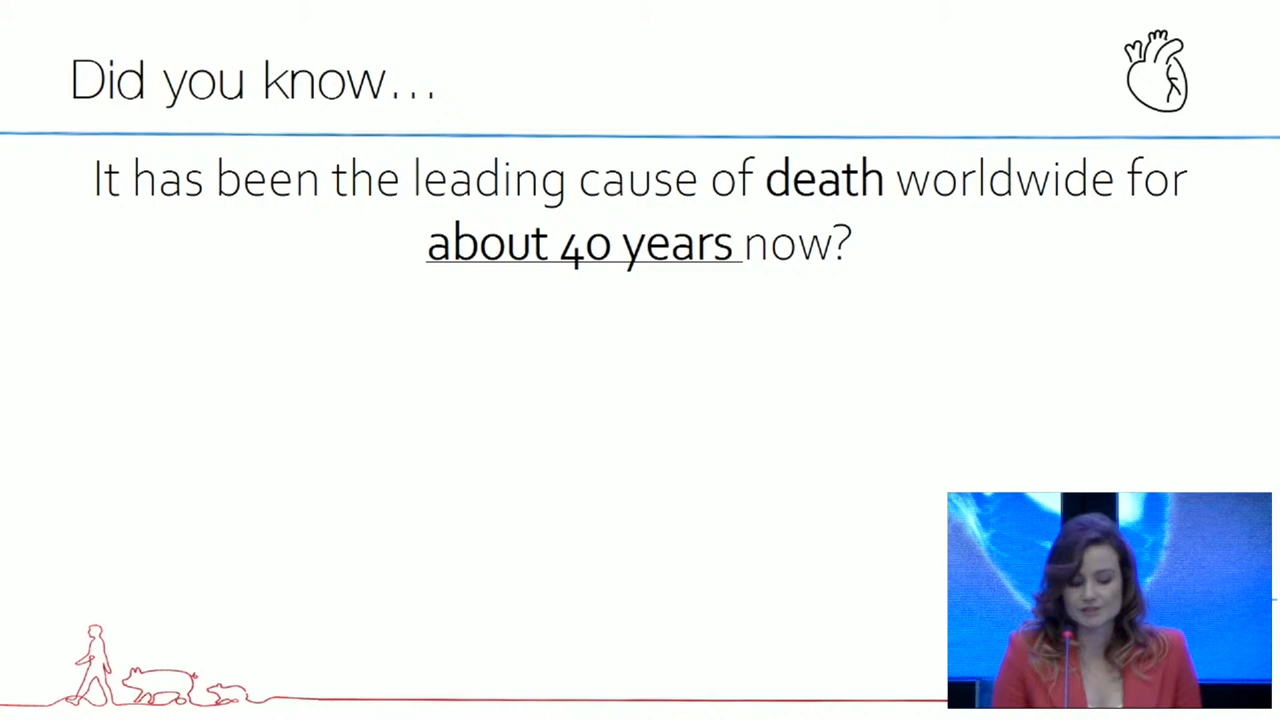 Did you know...
It has been the leading cause of death worldwide for
about 40 years now?